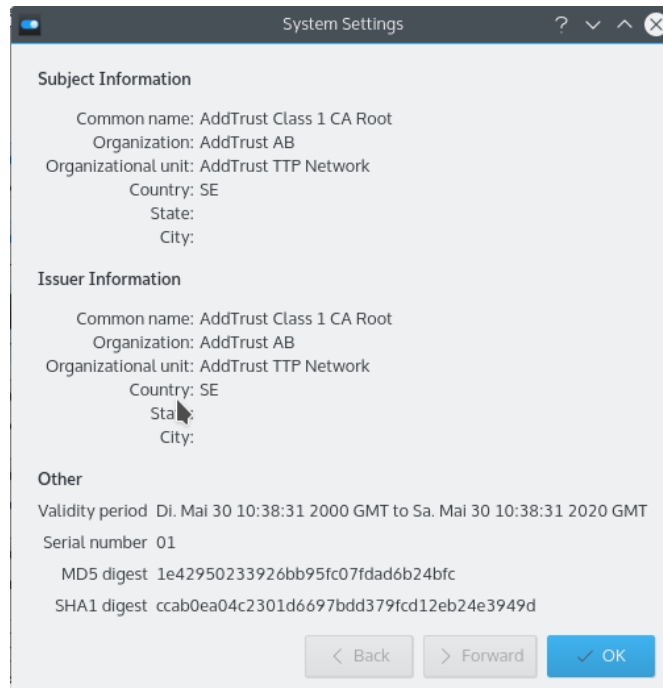 System Settings
?
Subject Information
Common name: AddTrust Class 1 CA Root
Organization: AddTrust AB
Organizational unit: AddTrust TTP Network
Country: SE
State:
City:
Issuer Information
Common name: AddTrust Class 1 CA Root
Organization: AddTrust AB
Organizational unit: AddTrust TTP Network
Country: SE
City:
Other
Validity period Di. Mai 30 10:38:31 2000 GMT to Sa. Mai 30 10:38:31 2020 GMT
Serial number 01
MD5 digest 1e42950233926bb95fc07fdad6b24bfc
SHA1 digest ccab0ea04c2301d6697bdd379fcd12eb24e3949d
Back
Forward
OK